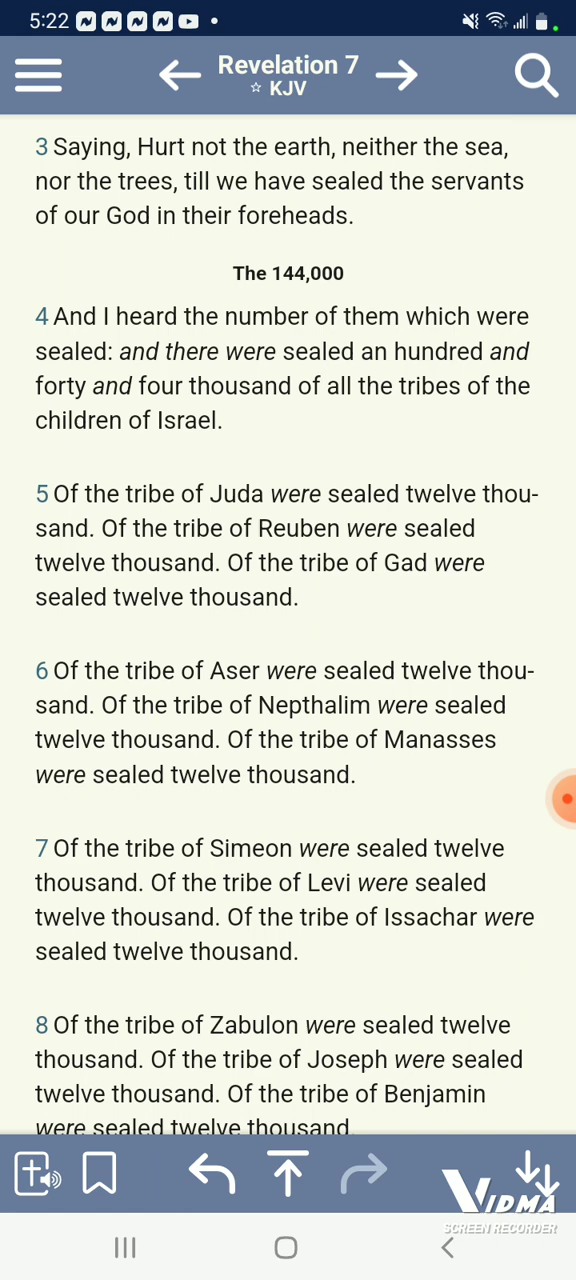 5:22
Revelation 7
☆ KJV
3 Saying, Hurt not the earth, neither the sea,
nor the trees, till we have sealed the servants
of our God in their foreheads.
The 144,000
4 And I heard the number of them which were
sealed: and there were sealed an hundred and
forty and four thousand of all the tribes of the
children of Israel.
5 Of the tribe of Juda were sealed twelve thou-
sand. Of the tribe of Reuben were sealed
twelve thousand. Of the tribe of Gad were
sealed twelve thousand.
6 Of the tribe of Aser were sealed twelve thou-
sand. Of the tribe of Nepthalim were sealed
twelve thousand. Of the tribe of Manasses
were sealed twelve thousand.
7 Of the tribe of Simeon were sealed twelve
thousand. Of the tribe of Levi were sealed
twelve thousand. Of the tribe of Issachar were
sealed twelve thousand.
8 Of the tribe of Zabulon were sealed twelve
thousand. Of the tribe of Joseph were sealed
twelve thousand. Of the tribe of Benjamin
were sealed twelve thousand.
VIDMA
SCREEN RECORDER